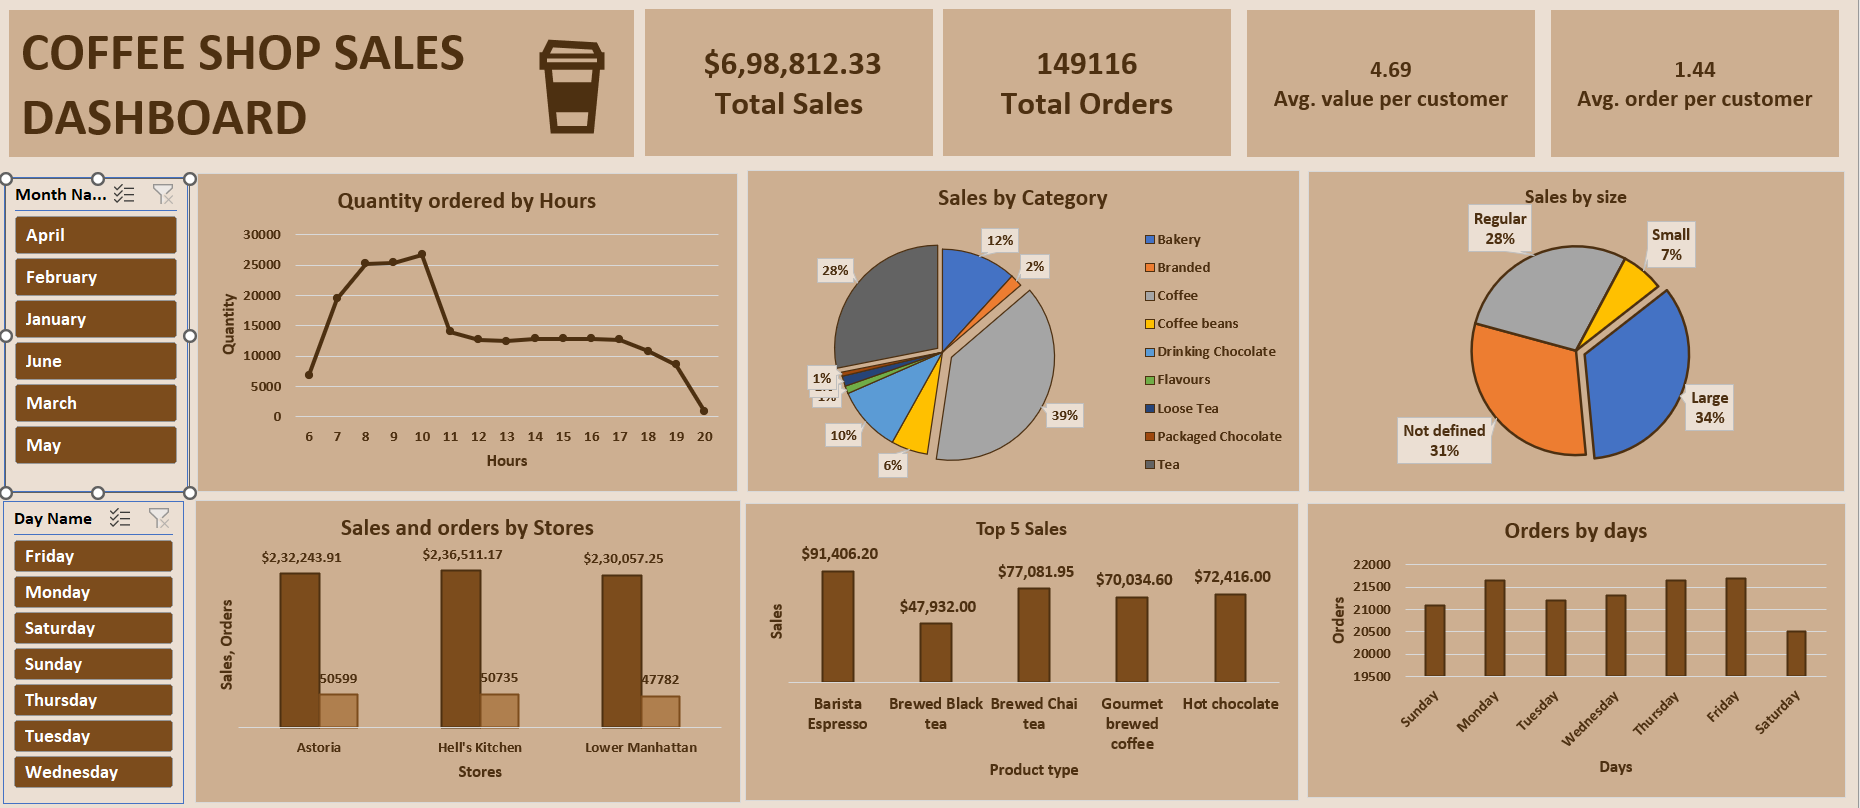 COFFEE SHOP SALES
DASHBOARD
$6,98,812.33
Total Sales
149116
Total Orders
4.69
Avg. value per customer
1.44
Avg. order per customer
Month Na...
April
February
January
June
March
May
Day Name
Friday
Monday
Saturday
Sunday
Thursday
Tuesday
Wednesday
Quantity ordered by Hours
Quantity
30000
25000
20000
15000
10000
5000
0
6 7 8 9 10 11 12 13 14 15 16 17 18 19 20
Hours
Sales by Category
12%
2%
39%
6%
10%
1%
1%
28%
Bakery
Branded
Coffee
Coffee beans
Drinking Chocolate
Flavours
Loose Tea
Packaged Chocolate
Tea
Sales by size
Regular
28%
Small
7%
Large
34%
Not defined
31%
Sales and orders by Stores
Sales, Orders
$2,32,243.91
$2,36,511.17
$2,30,057.25
50599
50735
47782
Astoria
Hell's Kitchen
Lower Manhattan
Stores
Top 5 Sales
Sales
$91,406.20
$47,932.00
$77,081.95
$70,034.60
$72,416.00
Barista
Espresso
Brewed Black
tea
Brewed Chai
tea
Gourmet
brewed
coffee
Hot chocolate
Product type
Orders by days
Orders
22000
21500
21000
20500
20000
19500
Sunday
Monday
Tuesday
Wednesday
Thursday
Friday
Saturday
Days